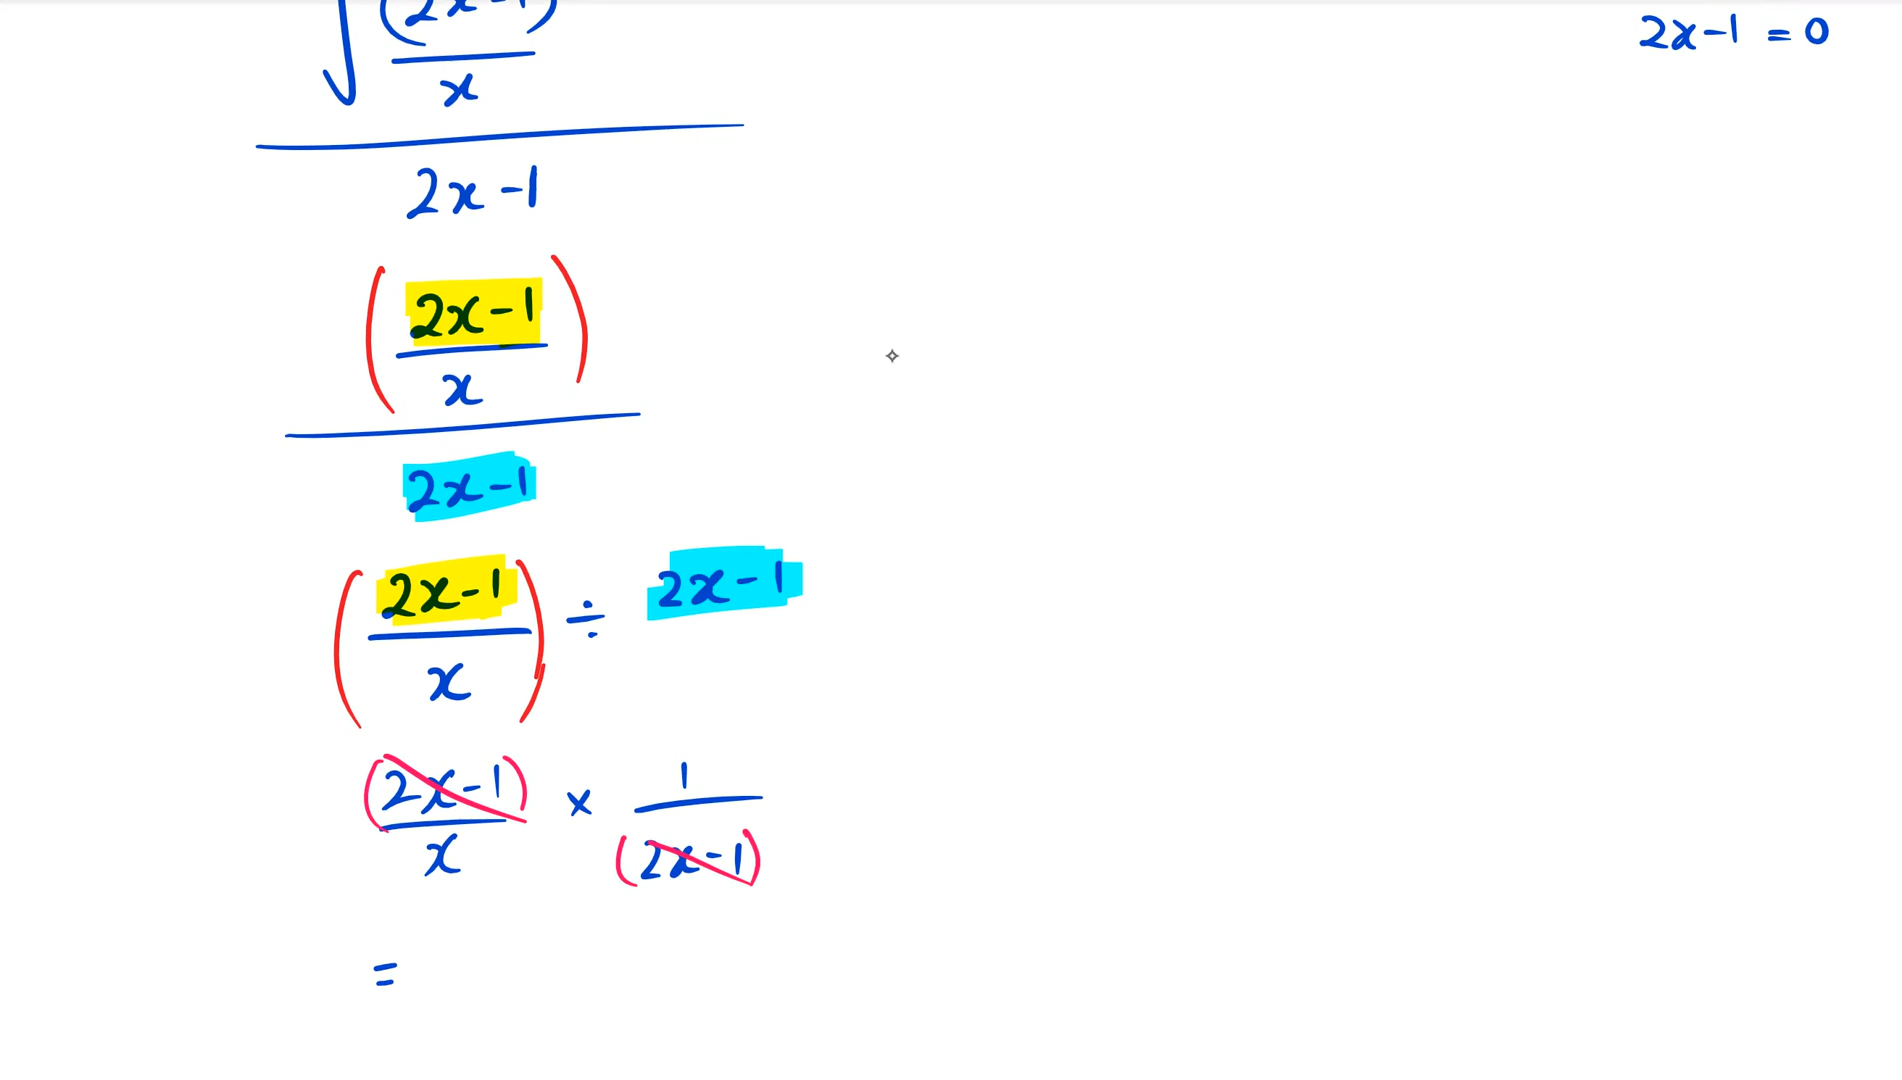 √(2x-1)
x
2x-1=0
2x-1
(2x-1
x)
2x-1
(2x-1
x) ÷ 2x-1
(2x-1) × 1
x (2x-1)
=